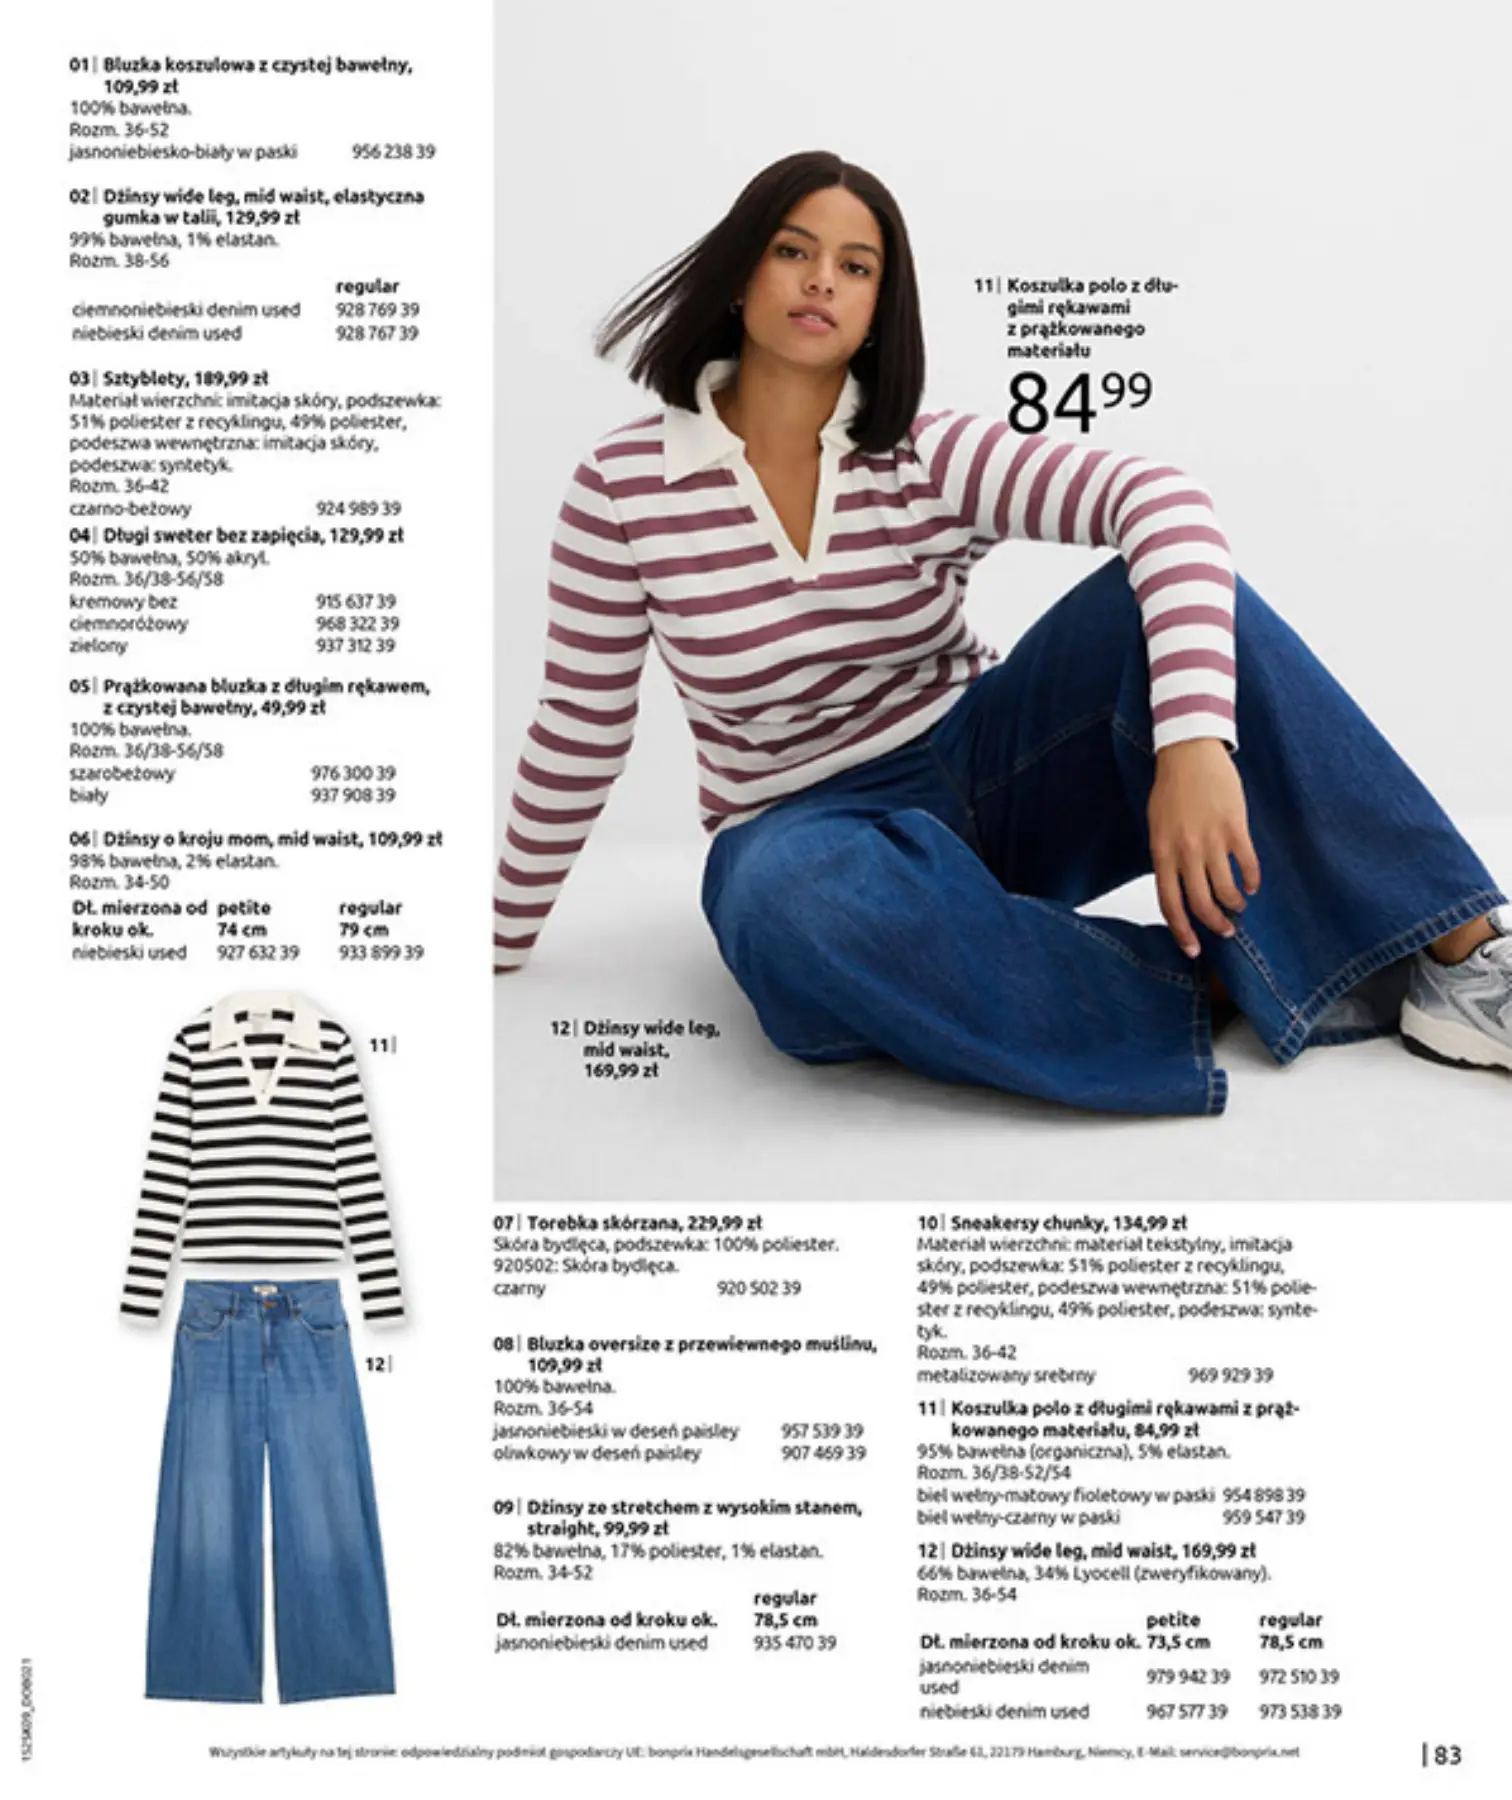 01| Bluzka koszulowa z czystej bawełny,
109,99 zł
100% bawełna.
Rozm. 36-52
jasnoniebiesko-biały w paski 956 238 39
02| Dżinsy wide leg, mid waist, elastyczna
gumka w talii, 129,99 zł
99% bawełna, 1% elastan.
Rozm. 38-56
regular
ciemnoniebieski denim used 928 769 39
niebieski denim used 928 767 39
03| Sztyblety, 189,99 zł
Materiał wierzchni: imitacja skóry, podszewka:
51% poliester z recyklingu, 49% poliester,
podeszwa wewnętrzna: imitacja skóry,
podeszwa: syntetyk.
Rozm. 36-42
czarno-beżowy 924 989 39
04| Długi sweter bez zapięcia, 129,99 zł
50% bawełna, 50% akryl.
Rozm. 36/38-56/58
kremowy bez 915 637 39
ciemnoróżowy 968 322 39
zielony 937 312 39
05| Prążkowana bluzka z długim rękawem,
z czystej bawełny, 49,99 zł
100% bawełna.
Rozm. 36/38-56/58
szarobeżowy 976 300 39
biały 937 908 39
06| Dżinsy o kroju mom, mid waist, 109,99 zł
98% bawełna, 2% elastan.
Rozm. 34-50
Dł. mierzona od petite regular
kroku ok. 74 cm 79 cm
niebieski used 927 632 39 933 899 39
11|
12|
11| Koszulka polo z dłu-
gimi rękawami
z prążkowanego
materiału
84 99
12| Dżinsy wide leg,
mid waist,
169,99 zł
07| Torebka skórzana, 229,99 zł
Skóra bydlęca, podszewka: 100% poliester.
920502: Skóra bydlęca.
czarny 920 502 39
08| Bluzka oversize z przewiewnego muślinu,
109,99 zł
100% bawełna.
Rozm. 36-54
jasnoniebieski w deseń paisley 957 539 39
oliwkowy w deseń paisley 907 469 39
09| Dżinsy ze stretchem z wysokim stanem,
straight, 99,99 zł
82% bawełna, 17% poliester, 1% elastan.
Rozm. 34-52
regular
Dł. mierzona od kroku ok. 78,5 cm
jasnoniebieski denim used 935 470 39
10| Sneakersy chunky, 134,99 zł
Materiał wierzchni: materiał tekstylny, imitacja
skóry, podszewka: 51% poliester z recyklingu,
49% poliester, podeszwa wewnętrzna: 51% polie-
ster z recyklingu, 49% poliester, podeszwa: synte-
tyk.
Rozm. 36-42
metalizowany srebrny 969 929 39
11| Koszulka polo z długimi rękawami z prąż-
kowanego materiału, 84,99 zł
95% bawełna (organiczna), 5% elastan.
Rozm. 36/38-52/54
biel wełny-matowy fioletowy w paski 954 898 39
biel wełny-czarny w paski 959 547 39
12| Dżinsy wide leg, mid waist, 169,99 zł
66% bawełna, 34% Lyocell (zweryfikowany).
Rozm. 36-54
petite regular
Dł. mierzona od kroku ok. 73,5 cm 78,5 cm
jasnoniebieski denim
used 979 942 39 972 510 39
niebieski denim used 967 577 39 973 538 39
Wszystkie artykuły na tej stronie: odpowiedzialny podmiot gospodarczy UE: bonprix Handelsgesellschaft mbH, Haldesdorfer Straße 61, 22179 Hamburg, Niemcy, E-Mail: service@bonprix.net
| 83